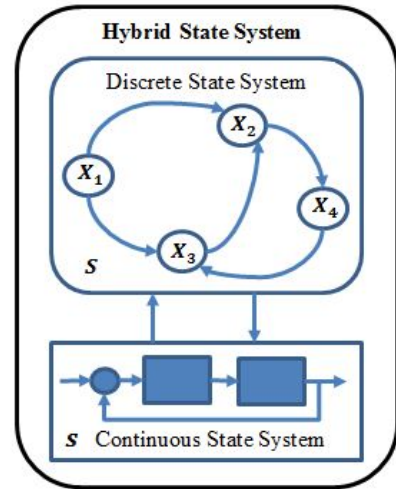 Hybrid State System
Discrete State System
X₂
X₁
X₄
X₃
S
S Continuous State System